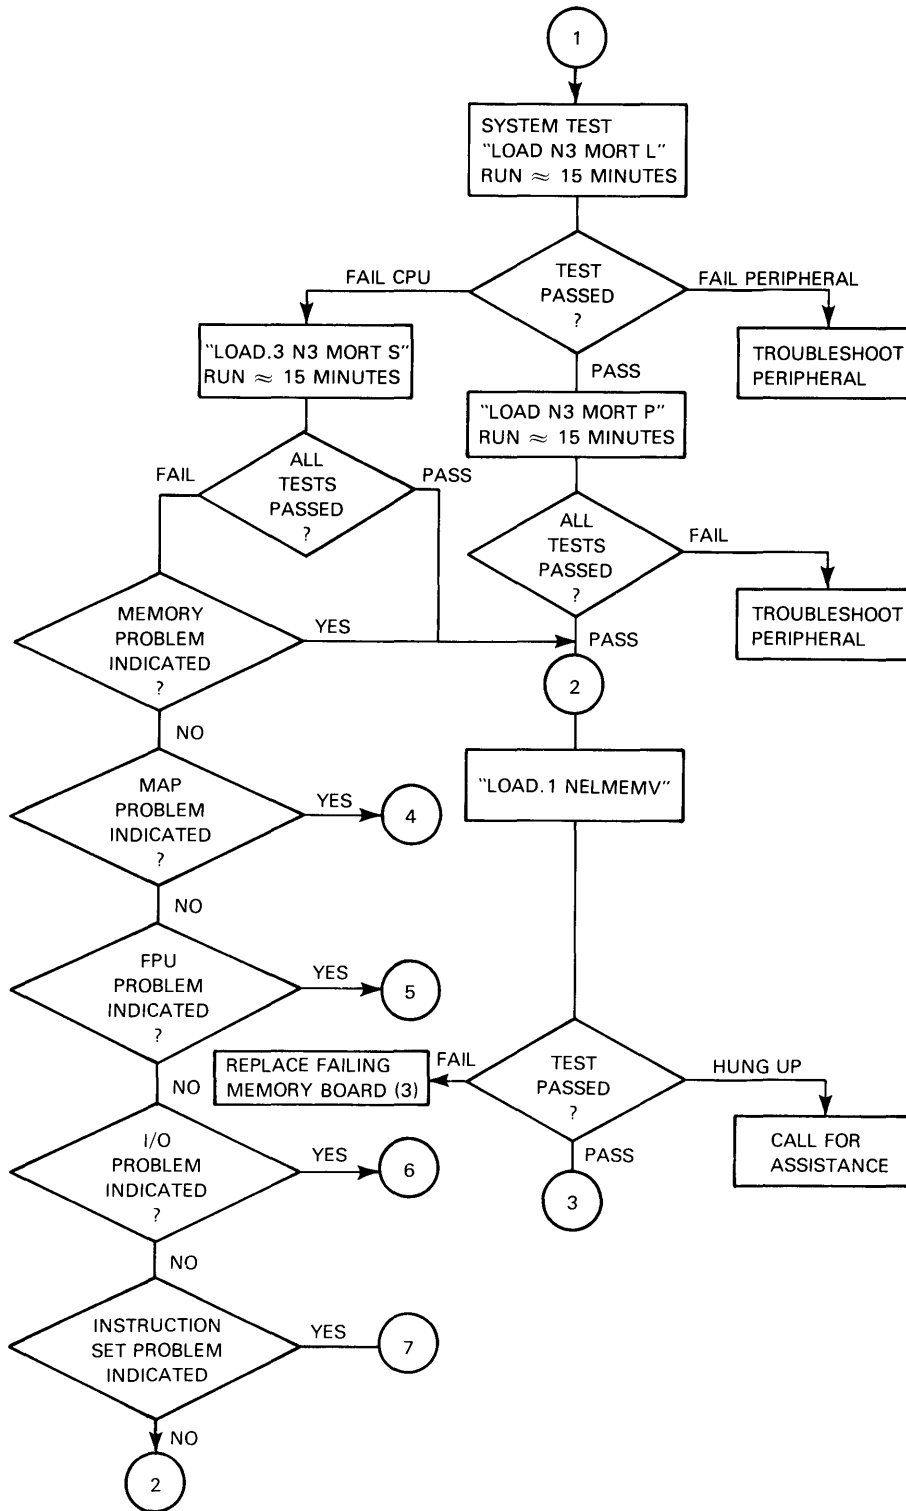 1
SYSTEM TEST
"LOAD N3 MORT L"
RUN ≈ 15 MINUTES
TEST
PASSED
?
FAIL CPU
FAIL PERIPHERAL
"LOAD.3 N3 MORT S"
RUN ≈ 15 MINUTES
TROUBLESHOOT
PERIPHERAL
PASS
"LOAD N3 MORT P"
RUN ≈ 15 MINUTES
ALL
TESTS
PASSED
?
FAIL
PASS
ALL
TESTS
PASSED
?
FAIL
TROUBLESHOOT
PERIPHERAL
PASS
MEMORY
PROBLEM
INDICATED
?
YES
2
NO
"LOAD.1 NELMEMV"
MAP
PROBLEM
INDICATED
?
YES
4
NO
FPU
PROBLEM
INDICATED
?
YES
5
NO
REPLACE FAILING
MEMORY BOARD (3)
FAIL
TEST
PASSED
?
HUNG UP
CALL FOR
ASSISTANCE
PASS
3
I/O
PROBLEM
INDICATED
?
YES
6
NO
INSTRUCTION
SET PROBLEM
INDICATED
YES
7
NO
2